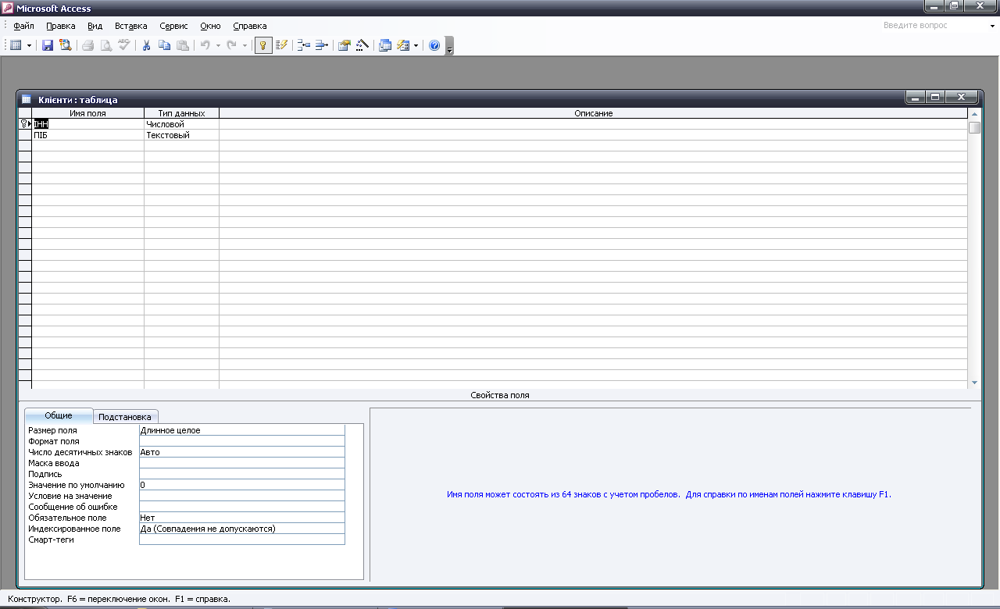 Microsoft Access
Файл Правка Вид Вставка Сервис Окно Справка Введите вопрос
Клієнти : таблица
Имя поля Тип данных Описание
ІНН Числовой
ПІБ Текстовый
Свойства поля
Общие Подстановка
Размер поля Длинное целое
Формат поля
Число десятичных знаков Авто
Маска ввода
Подпись
Значение по умолчанию 0
Условие на значение
Сообщение об ошибке
Обязательное поле Нет
Индексированное поле Да (Совпадения не допускаются)
Смарт-теги
Имя поля может состоять из 64 знаков с учетом пробелов. Для справки по именам полей нажмите клавишу F1.
Конструктор. F6 = переключение окон. F1 = справка.